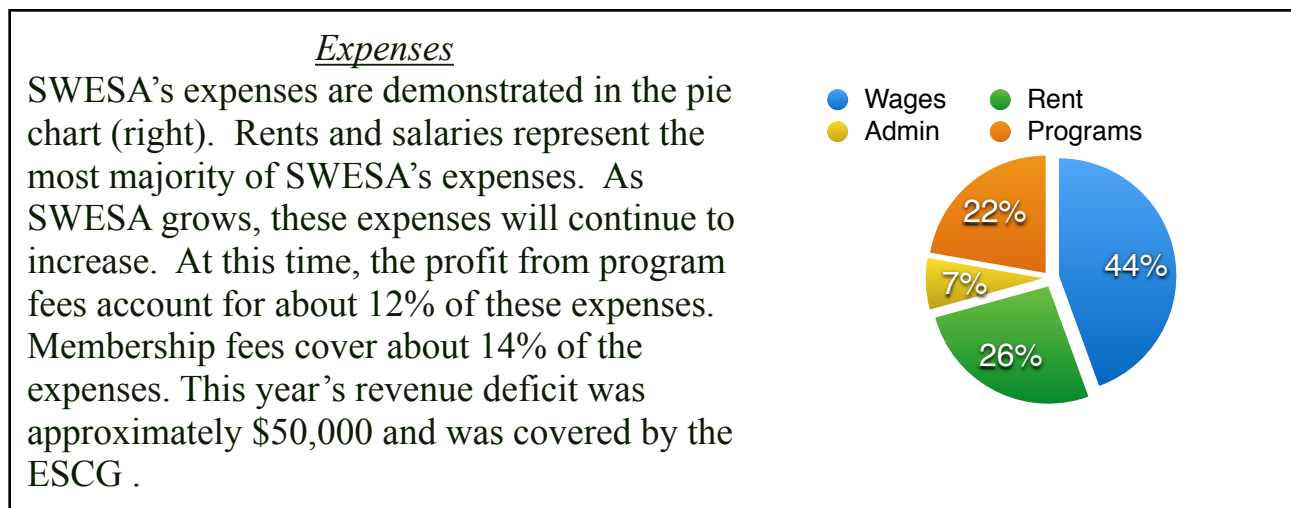 Expenses
SWESA’s expenses are demonstrated in the pie
chart (right).  Rents and salaries represent the
most majority of SWESA’s expenses.  As
SWESA grows, these expenses will continue to
increase.  At this time, the profit from program
fees account for about 12% of these expenses.
Membership fees cover about 14% of the
expenses. This year’s revenue deficit was
approximately $50,000 and was covered by the
ESCG .
Wages Rent
Admin Programs
22%
44%
7%
26%